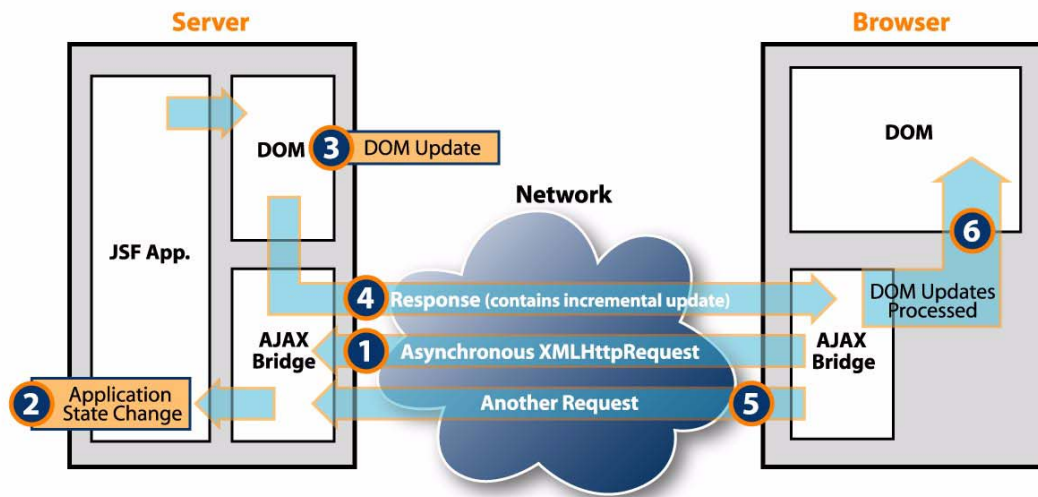 Server
Browser
DOM
3
DOM Update
DOM
Network
6
JSF App.
4
Response (contains incremental update)
DOM Updates
Processed
AJAX
Bridge
1
Asynchronous XMLHttpRequest
AJAX
Bridge
2
Application
State Change
Another Request
5